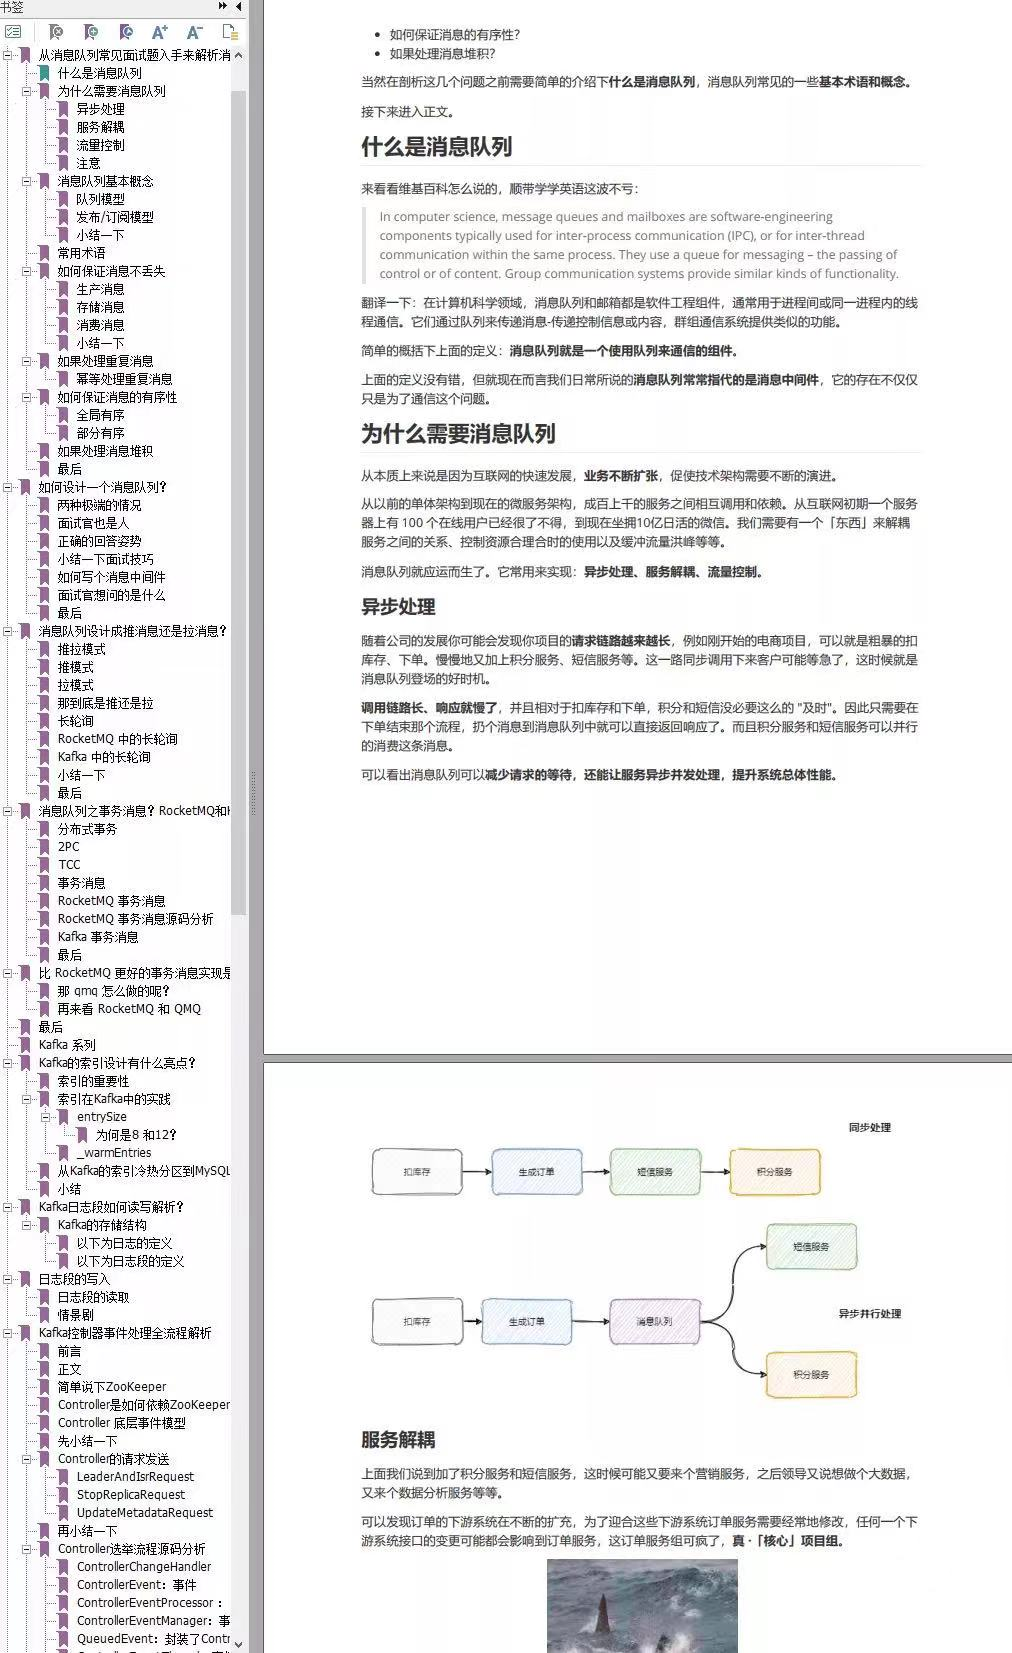 书签
从消息队列常见面试题入手来解析消
什么是消息队列
为什么需要消息队列
异步处理
服务解耦
流量控制
注意
消息队列基本概念
队列模型
发布/订阅模型
小结一下
常用术语
如何保证消息不丢失
生产消息
存储消息
消费消息
小结一下
如果处理重复消息
幂等处理重复消息
如何保证消息的有序性
全局有序
部分有序
如果处理消息堆积
最后
如何设计一个消息队列?
两种极端的情况
面试官也是人
正确的回答姿势
小结一下面试技巧
如何写个消息中间件
面试官想问的是什么
最后
消息队列设计成推消息还是拉消息?
推拉模式
推模式
拉模式
那到底是推还是拉
长轮询
RocketMQ 中的长轮询
Kafka 中的长轮询
小结一下
最后
消息队列之事务消息? RocketMQ和K
分布式事务
2PC
TCC
事务消息
RocketMQ 事务消息
RocketMQ 事务消息源码分析
Kafka 事务消息
最后
比 RocketMQ 更好的事务消息实现是
那 qmq 怎么做的呢?
再来看 RocketMQ 和 QMQ
最后
Kafka 系列
Kafka的索引设计有什么亮点?
索引的重要性
索引在Kafka中的实践
entrySize
为何是8 和12?
_warmEntries
从Kafka的索引冷热分区到MySQL
小结
Kafka日志段如何读写解析?
Kafka的存储结构
以下为日志的定义
以下为日志段的定义
日志段的写入
日志段的读取
情景剧
Kafka控制器事件处理全流程解析
前言
正文
简单说下ZooKeeper
Controller是如何依赖ZooKeeper
Controller 底层事件模型
先小结一下
Controller的请求发送
LeaderAndIsrRequest
StopReplicaRequest
UpdateMetadataRequest
再小结一下
Controller选举流程源码分析
ControllerChangeHandler
ControllerEvent：事件
ControllerEventProcessor：
ControllerEventManager：事
QueuedEvent：封装了Contr
如何保证消息的有序性?
如果处理消息堆积?
当然在剖析这几个问题之前需要简单的介绍下什么是消息队列，消息队列常见的一些基本术语和概念。
接下来进入正文。
什么是消息队列
来看看维基百科怎么说的，顺带学学英语这波不亏：
In computer science, message queues and mailboxes are software-engineering
components typically used for inter-process communication (IPC), or for inter-thread
communication within the same process. They use a queue for messaging – the passing of
control or of content. Group communication systems provide similar kinds of functionality.
翻译一下：在计算机科学领域，消息队列和邮箱都是软件工程组件，通常用于进程间或同一进程内的线
程通信。它们通过队列来传递消息-传递控制信息或内容，群组通信系统提供类似的功能。
简单的概括下上面的定义：消息队列就是一个使用队列来通信的组件。
上面的定义没有错，但就现在而言我们日常所说的消息队列常常指代的是消息中间件，它的存在不仅仅
只是为了通信这个问题。
为什么需要消息队列
从本质上来说是因为互联网的快速发展，业务不断扩张，促使技术架构需要不断的演进。
从以前的单体架构到现在的微服务架构，成百上千的服务之间相互调用和依赖。从互联网初期一个服务
器上有 100 个在线用户已经很了不得，到现在坐拥10亿日活的微信。我们需要有一个「东西」来解耦
服务之间的关系、控制资源合理合时的使用以及缓冲流量洪峰等等。
消息队列就应运而生了。它常用来实现：异步处理、服务解耦、流量控制。
异步处理
随着公司的发展你可能会发现你项目的请求链路越来越长，例如刚开始的电商项目，可以就是粗暴的扣
库存、下单。慢慢地又加上积分服务、短信服务等。这一路同步调用下来客户可能等急了，这时候就是
消息队列登场的好时机。
调用链路长、响应就慢了，并且相对于扣库存和下单，积分和短信没必要这么的 "及时"。因此只需要在
下单结束那个流程，扔个消息到消息队列中就可以直接返回响应了。而且积分服务和短信服务可以并行
的消费这条消息。
可以看出消息队列可以减少请求的等待，还能让服务异步并发处理，提升系统总体性能。
同步处理
扣库存 生成订单 短信服务 积分服务
短信服务
异步并行处理
扣库存 生成订单 消息队列
积分服务
服务解耦
上面我们说到加了积分服务和短信服务，这时候可能又要来个营销服务，之后领导又说想做个大数据，
又来个数据分析服务等等。
可以发现订单的下游系统在不断的扩充，为了迎合这些下游系统订单服务需要经常地修改，任何一个下
游系统接口的变更可能都会影响到订单服务，这订单服务组可疯了，真 ·「核心」项目组。